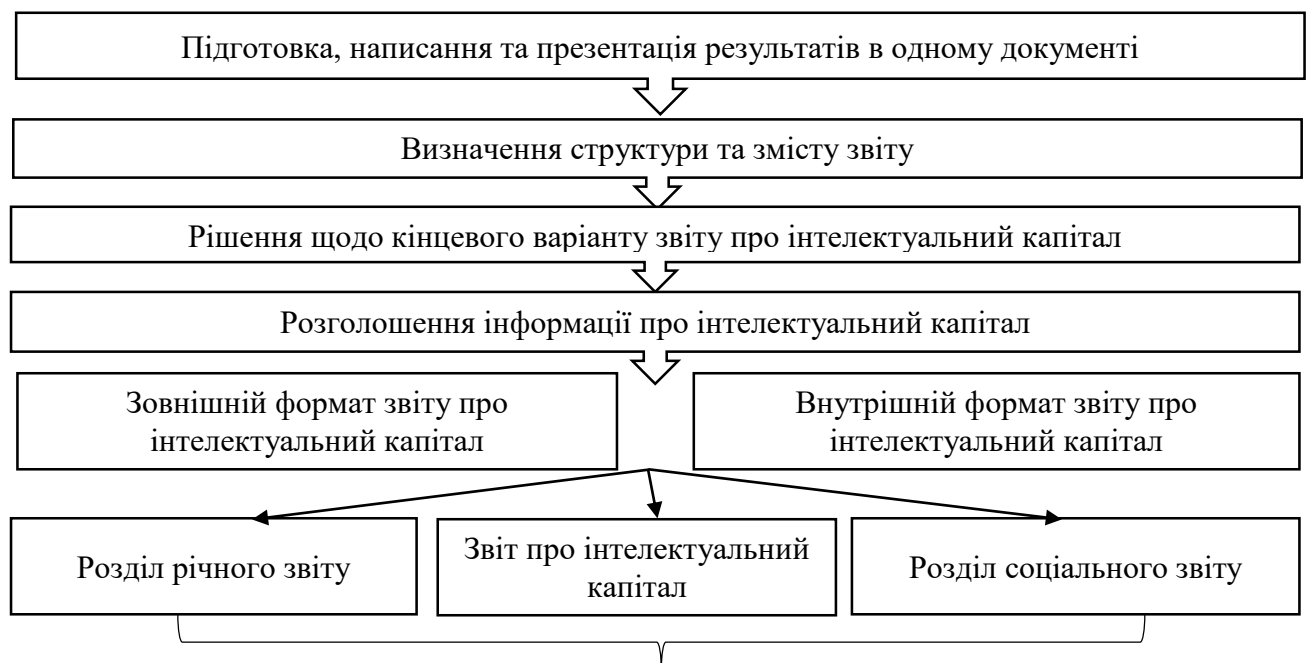 Підготовка, написання та презентація результатів в одному документі
Визначення структури та змісту звіту
Рішення щодо кінцевого варіанту звіту про інтелектуальний капітал
Розголошення інформації про інтелектуальний капітал
Зовнішній формат звіту про
інтелектуальний капітал
Внутрішній формат звіту про
інтелектуальний капітал
Розділ річного звіту
Звіт про інтелектуальний
капітал
Розділ соціального звіту